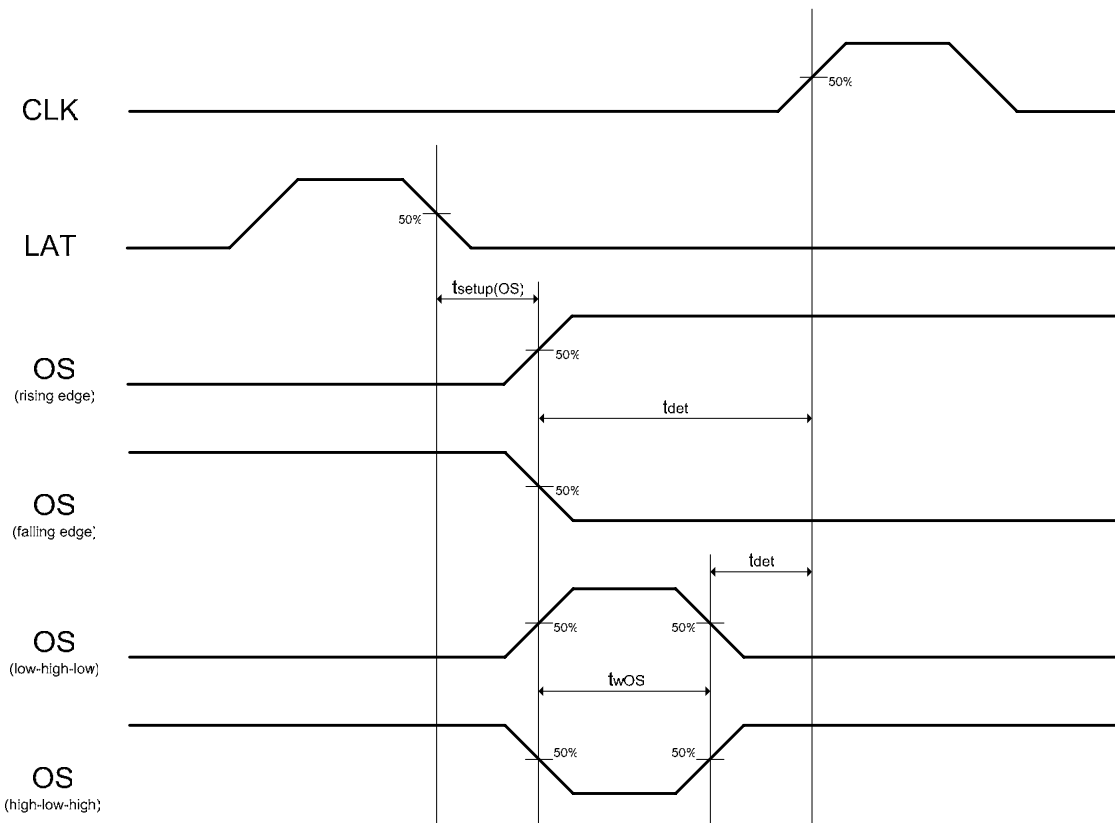 CLK
50%
LAT
50%
tsetup(OS)
OS
(rising edge)
50%
tdet
OS
(falling edge)
50%
tdet
OS
(low-high-low)
50%
50%
twOS
OS
(high-low-high)
50%
50%